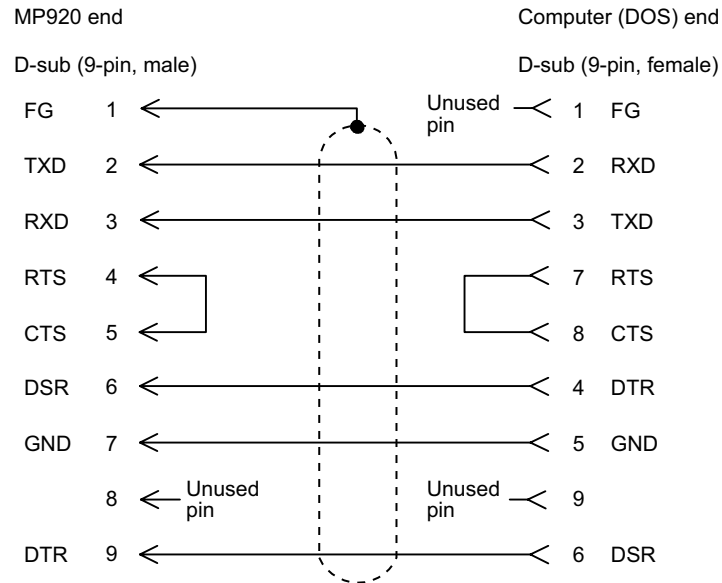 MP920 end Computer (DOS) end
D-sub (9-pin, male) D-sub (9-pin, female)
FG 1 Unused pin 1 FG
TXD 2 2 RXD
RXD 3 3 TXD
RTS 4 7 RTS
CTS 5 8 CTS
DSR 6 4 DTR
GND 7 5 GND
8 Unused pin Unused pin 9
DTR 9 6 DSR